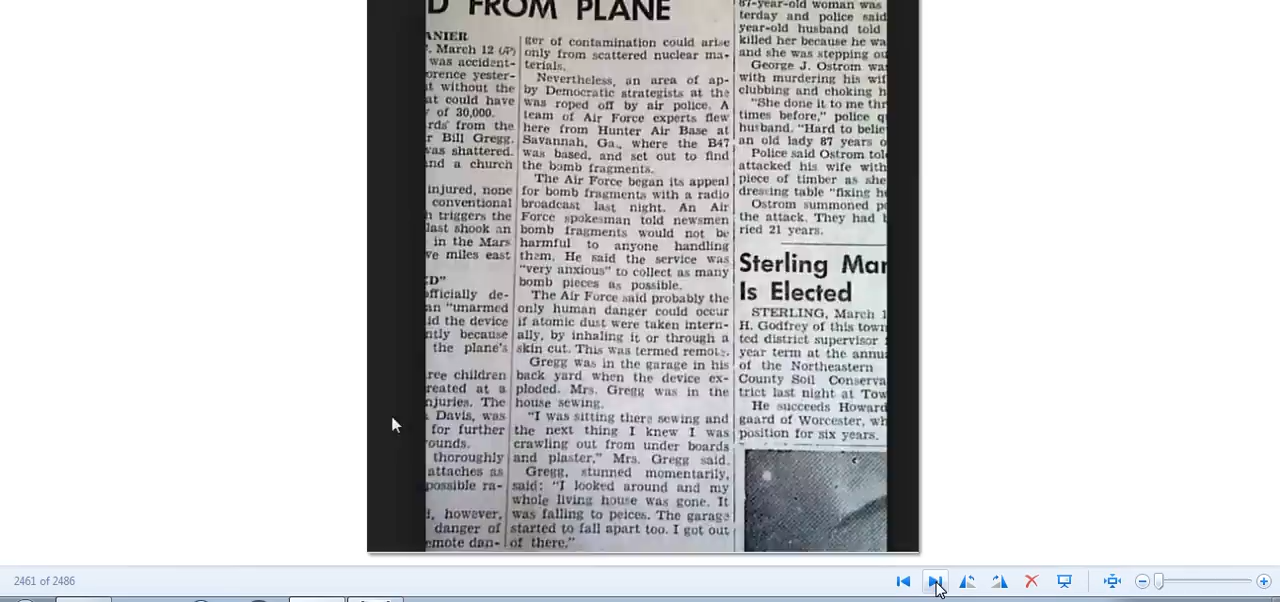 D FROM PLANE
ANIER
. March 12 (AP)
was accident-
orence yester-
t without the
at could have
of 30,000.
rds from the
r Bill Gregg.
was shattered.
nd a church
injured, none
conventional
h triggers the
last shook an
in the Mars
ve miles east
D"
officially de-
an "unarmed
id the device
ntly because
the plane's
ree children
reated at a
njuries. The
Davis, was
for further
ounds.
thoroughly
attaches as
possible ra-
d, however,
danger of
emote dan-
ger of contamination could arise
only from scattered nuclear ma-
terials.
Nevertheless, an area of ap-
by Democratic strategists at the
was roped off by air police. A
team of Air Force experts flew
here from Hunter Air Base at
Savannah, Ga., where the B47
was based, and set out to find
the bomb fragments.
The Air Force began its appeal
for bomb fragments with a radio
broadcast last night. An Air
Force spokesman told newsmen
bomb fragments would not be
harmful to anyone handling
them. He said the service was
"very anxious" to collect as many
bomb pieces as possible.
The Air Force said probably the
only human danger could occur
if atomic dust were taken intern-
ally, by inhaling it or through a
skin cut. This was termed remote.
Gregg was in the garage in his
back yard when the device ex-
ploded. Mrs. Gregg was in the
house sewing.
"I was sitting there sewing and
the next thing I knew I was
crawling out from under boards
and plaster," Mrs. Gregg said.
Gregg, stunned momentarily,
said: "I looked around and my
whole living house was gone. It
was falling to peices. The garage
started to fall apart too. I got out
of there."
87-year-old woman was
terday and police said
year-old husband told
killed her because he wa
and she was stepping ou
George J. Ostrom was
with murdering his wif
clubbing and choking h
"She done it to me thr
times before," police q
husband. "Hard to belie
an old lady 87 years o
Police said Ostrom tol
attacked his wife with
piece of timber as she
dressing table "fixing he
Ostrom summoned po
the attack. They had b
ried 21 years.
Sterling Mar
Is Elected
STERLING, March 1
H. Godfrey of this town
ted district supervisor
year term at the annua
of the Northeastern
County Soil Conserva
trict last night at Tow
He succeeds Howard
gaard of Worcester, wh
position for six years.
2461 of 2486